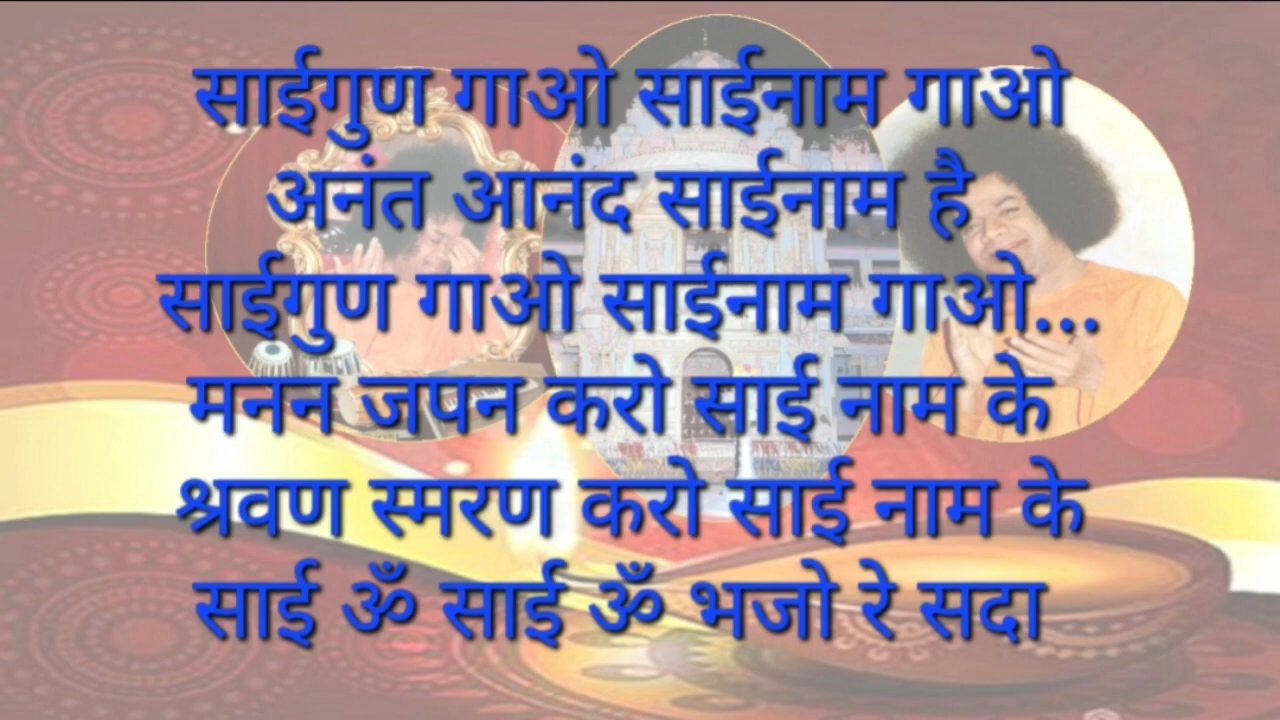 साईगुण गाओ साईनाम गाओ
अनंत आनंद साईनाम है
साईगुण गाओ साईनाम गाओ...
मनन जपन करो साई नाम के
श्रवण स्मरण करो साई नाम के
साई ॐ साई ॐ भजो रे सदा